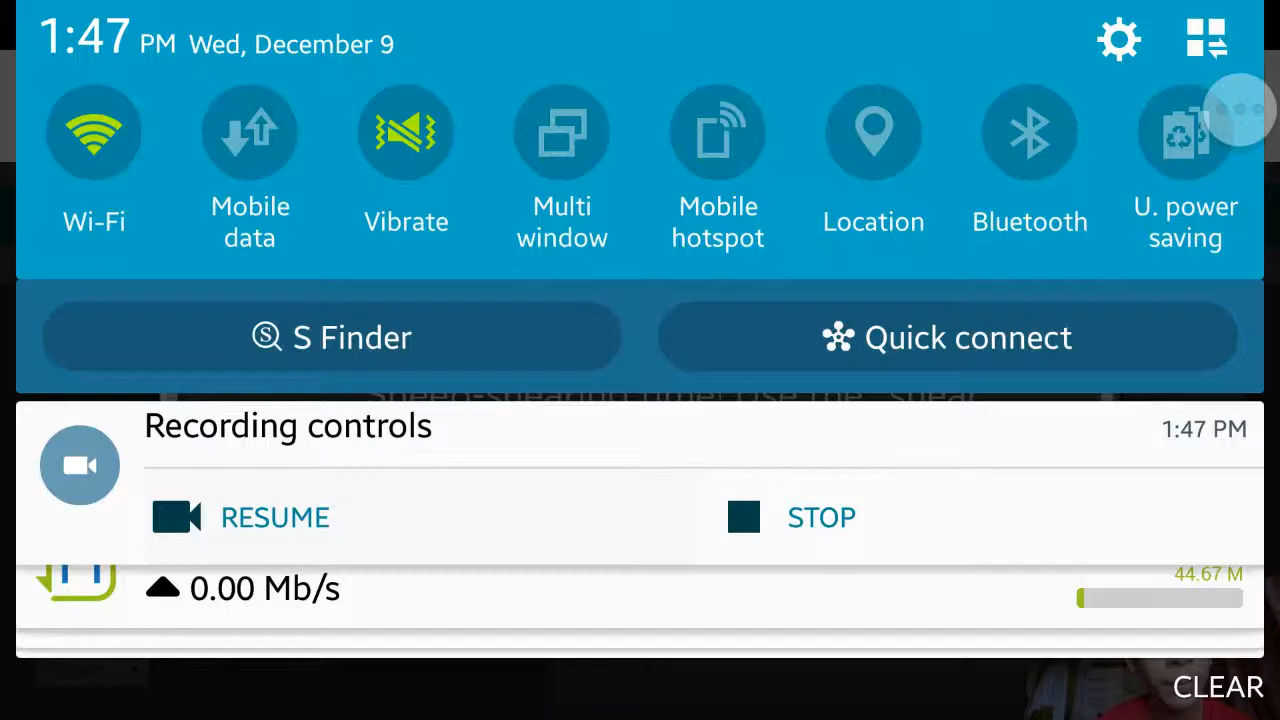 1:47 PM Wed, December 9
Wi-Fi
Mobile data
Vibrate
Multi window
Mobile hotspot
Location
Bluetooth
U. power saving
S Finder
Quick connect
Recording controls
1:47 PM
RESUME
STOP
0.00 Mb/s
44.67 M
CLEAR